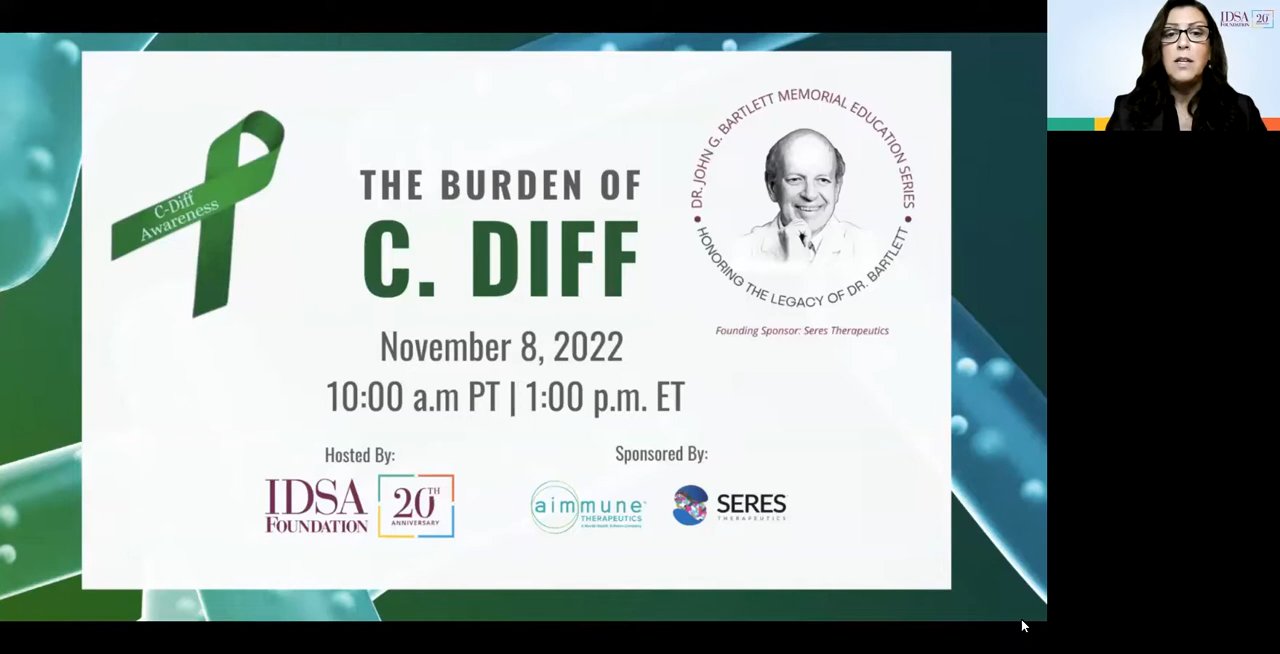 C-Diff
Awareness
THE BURDEN OF
C. DIFF
November 8, 2022
10:00 a.m PT | 1:00 p.m. ET
DR. JOHN G. BARTLETT MEMORIAL EDUCATION SERIES
HONORING THE LEGACY OF DR. BARTLETT
Founding Sponsor: Seres Therapeutics
Hosted By:
IDSA
FOUNDATION
20TH
ANNIVERSARY
Sponsored By:
aimmune
THERAPEUTICS
SERES
THERAPEUTICS
IDSA
FOUNDATION
20TH